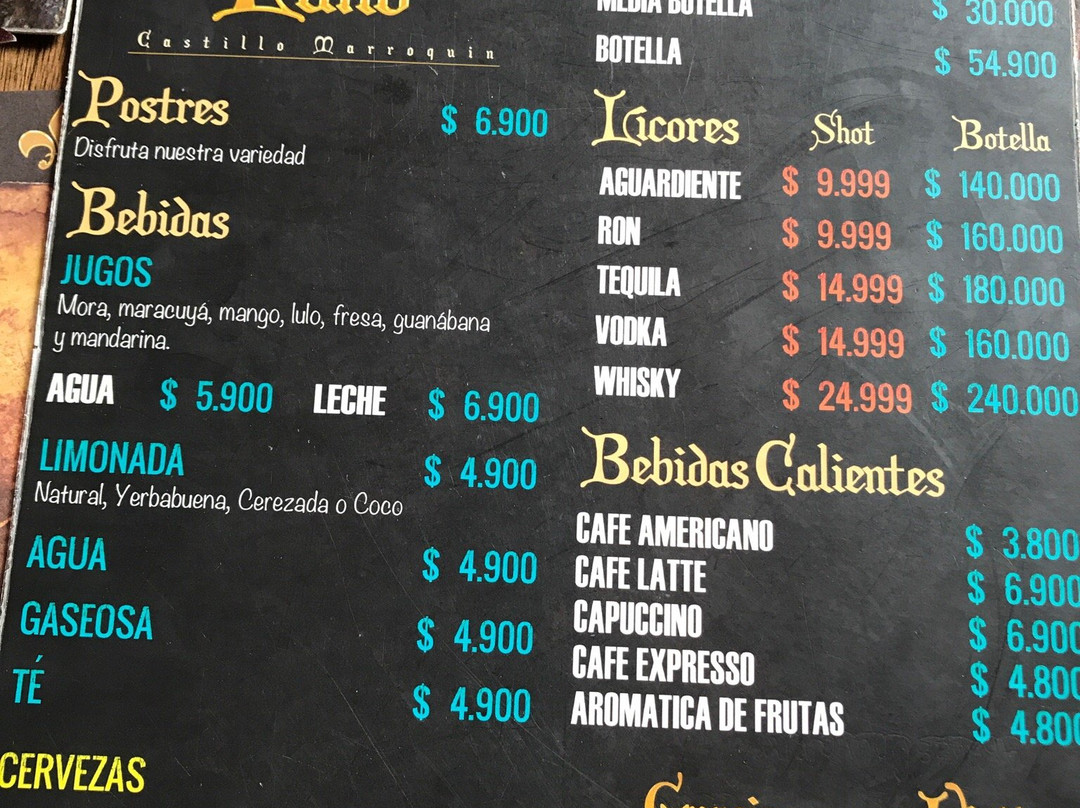 Castillo Marroquin
Postres $ 6.900
Disfruta nuestra variedad
Bebidas
JUGOS
Mora, maracuyá, mango, lulo, fresa, guanábana
y mandarina.
AGUA $ 5.900 LECHE $ 6.900
LIMONADA $ 4.900
Natural, Yerbabuena, Cerezada o Coco
AGUA $ 4.900
GASEOSA $ 4.900
TÉ $ 4.900
CERVEZAS
MEDIA BOTELLA $ 30.000
BOTELLA $ 54.900
Licores Shot Botella
AGUARDIENTE $ 9.999 $ 140.000
RON $ 9.999 $ 160.000
TEQUILA $ 14.999 $ 180.000
VODKA $ 14.999 $ 160.000
WHISKY $ 24.999 $ 240.000
Bebidas Calientes
CAFE AMERICANO $ 3.800
CAFE LATTE $ 6.900
CAPUCCINO $ 6.900
CAFE EXPRESSO $ 4.800
AROMATICA DE FRUTAS $ 4.800